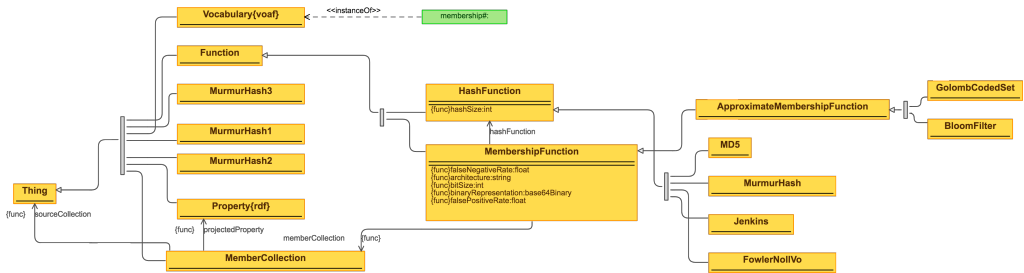 Vocabulary{voaf}
<<instanceOf>>
membership#:
Function
MurmurHash3
MurmurHash1
MurmurHash2
Thing
{func} sourceCollection
Property{rdf}
{func} projectedProperty
MemberCollection
memberCollection {func}
HashFunction
{func}hashSize:int
hashFunction
MembershipFunction
{func}falseNegativeRate:float
{func}architecture:string
{func}bitSize:int
{func}binaryRepresentation:base64Binary
{func}falsePositiveRate:float
ApproximateMembershipFunction
GolombCodedSet
BloomFilter
MD5
MurmurHash
Jenkins
FowlerNollVo